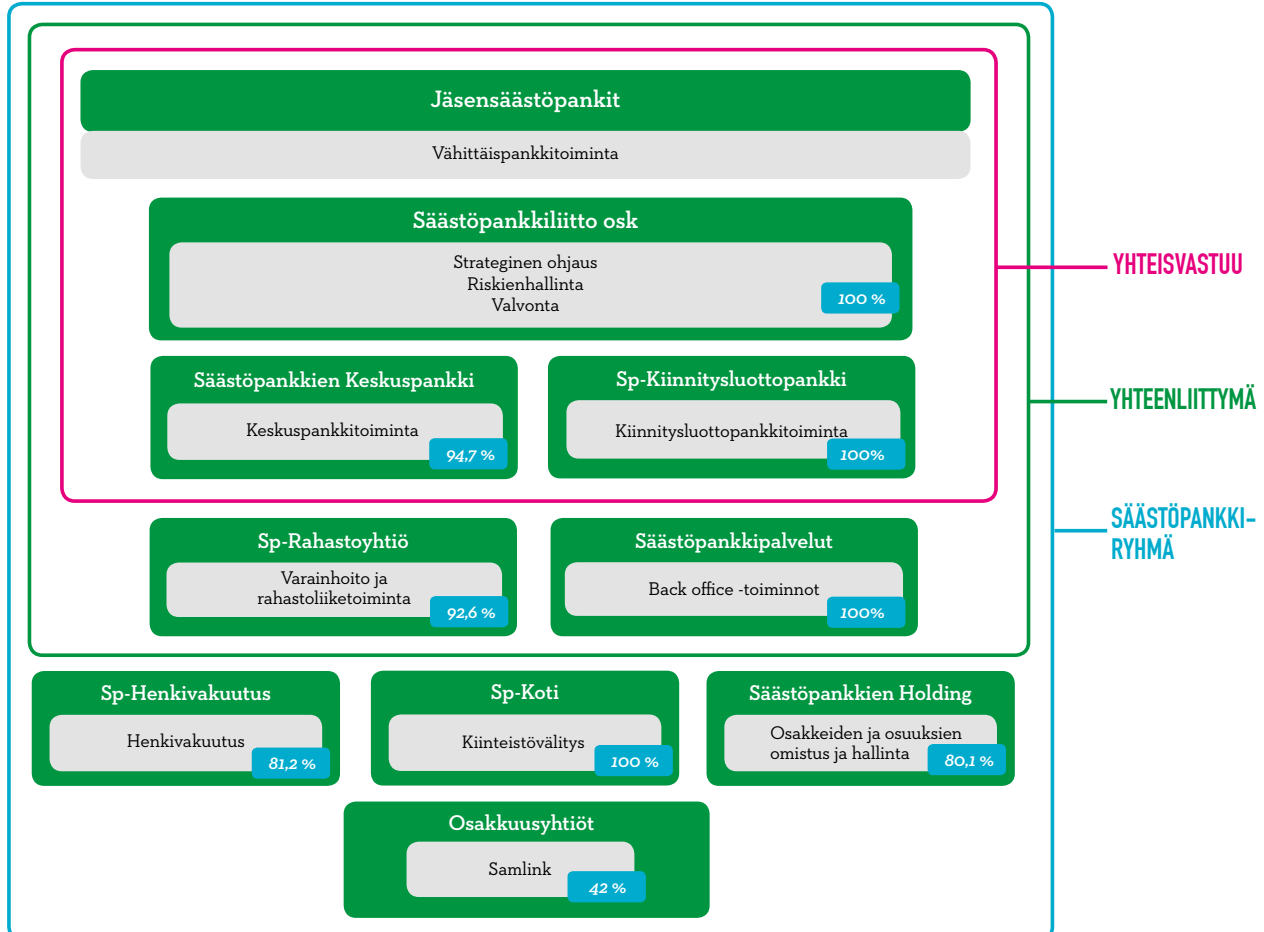 Jäsensäästöpankit
Vähittäispankkitoiminta
Säästöpankkiliitto osk
Strateginen ohjaus
Riskienhallinta
Valvonta
100 %
YHTEISVASTUU
Säästöpankkien Keskuspankki
Keskuspankkitoiminta
94,7 %
Sp-Kiinnitysluottopankki
Kiinnitysluottopankkitoiminta
100%
YHTEENLIITTYMÄ
Sp-Rahastoyhtiö
Varainhoito ja
rahastoliiketoiminta
92,6 %
Säästöpankkipalvelut
Back office -toiminnot
100%
SÄÄSTÖPANKKI-
RYHMÄ
Sp-Henkivakuutus
Henkivakuutus
81,2 %
Sp-Koti
Kiinteistövälitys
100 %
Säästöpankkien Holding
Osakkeiden ja osuuksien
omistus ja hallinta
80,1 %
Osakkuusyhtiöt
Samlink
42 %